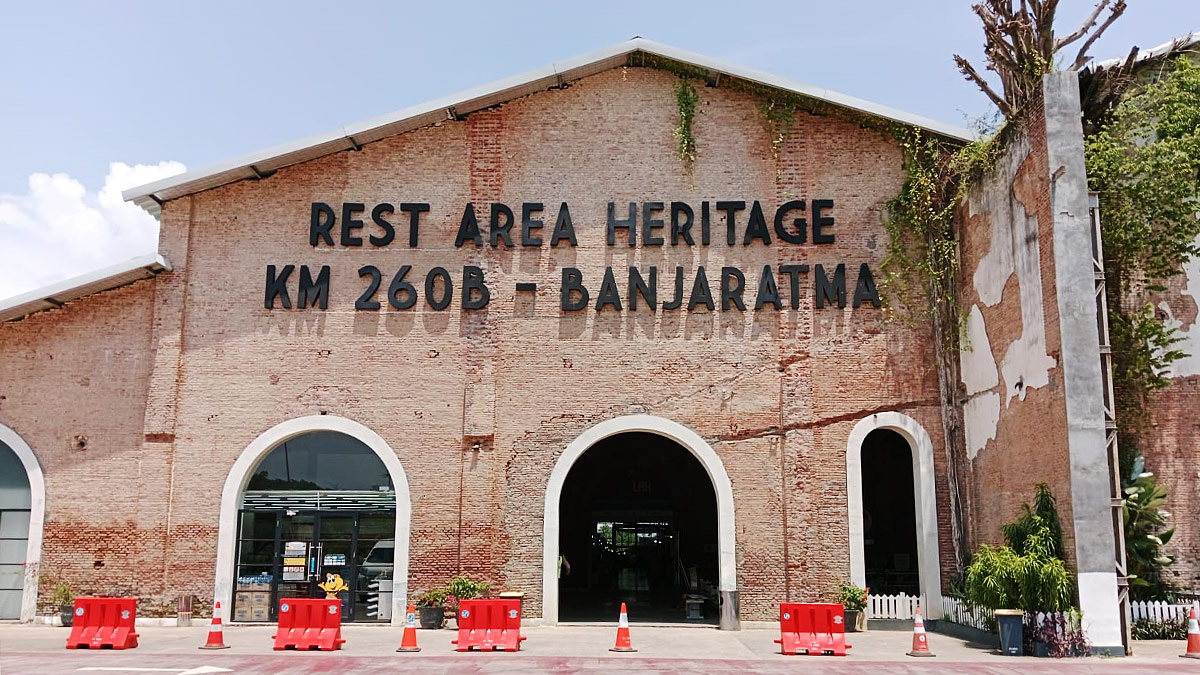 REST AREA HERITAGE
KM 260B - BANJARATMA